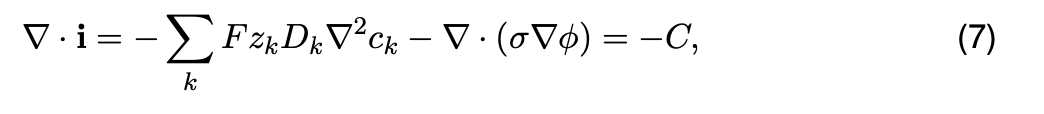 ∇ · i = − ∑ₖ F zₖ Dₖ ∇²cₖ − ∇ · (σ∇ϕ) = −C, (7)